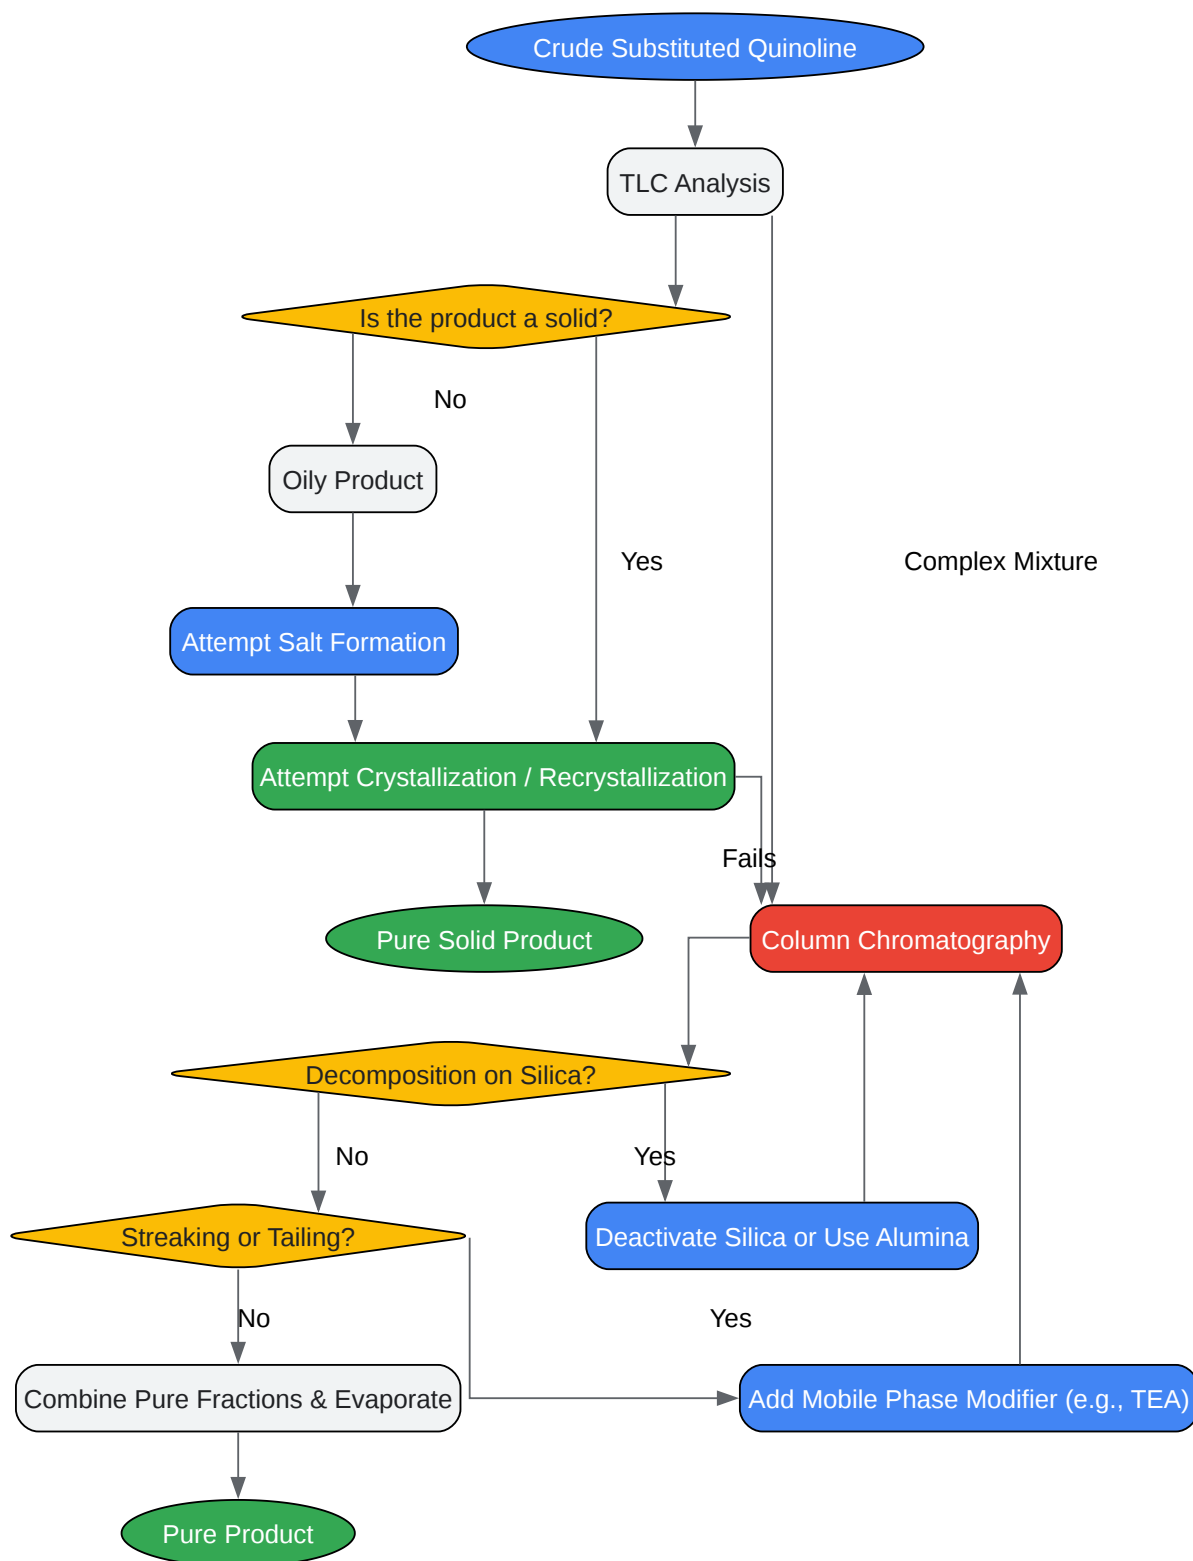 Crude Substituted Quinoline
TLC Analysis
Is the product a solid?
No
Oily Product
Yes
Complex Mixture
Attempt Salt Formation
Attempt Crystallization / Recrystallization
Fails
Pure Solid Product
Column Chromatography
Decomposition on Silica?
No
Yes
Streaking or Tailing?
Deactivate Silica or Use Alumina
No
Yes
Combine Pure Fractions & Evaporate
Add Mobile Phase Modifier (e.g., TEA)
Pure Product